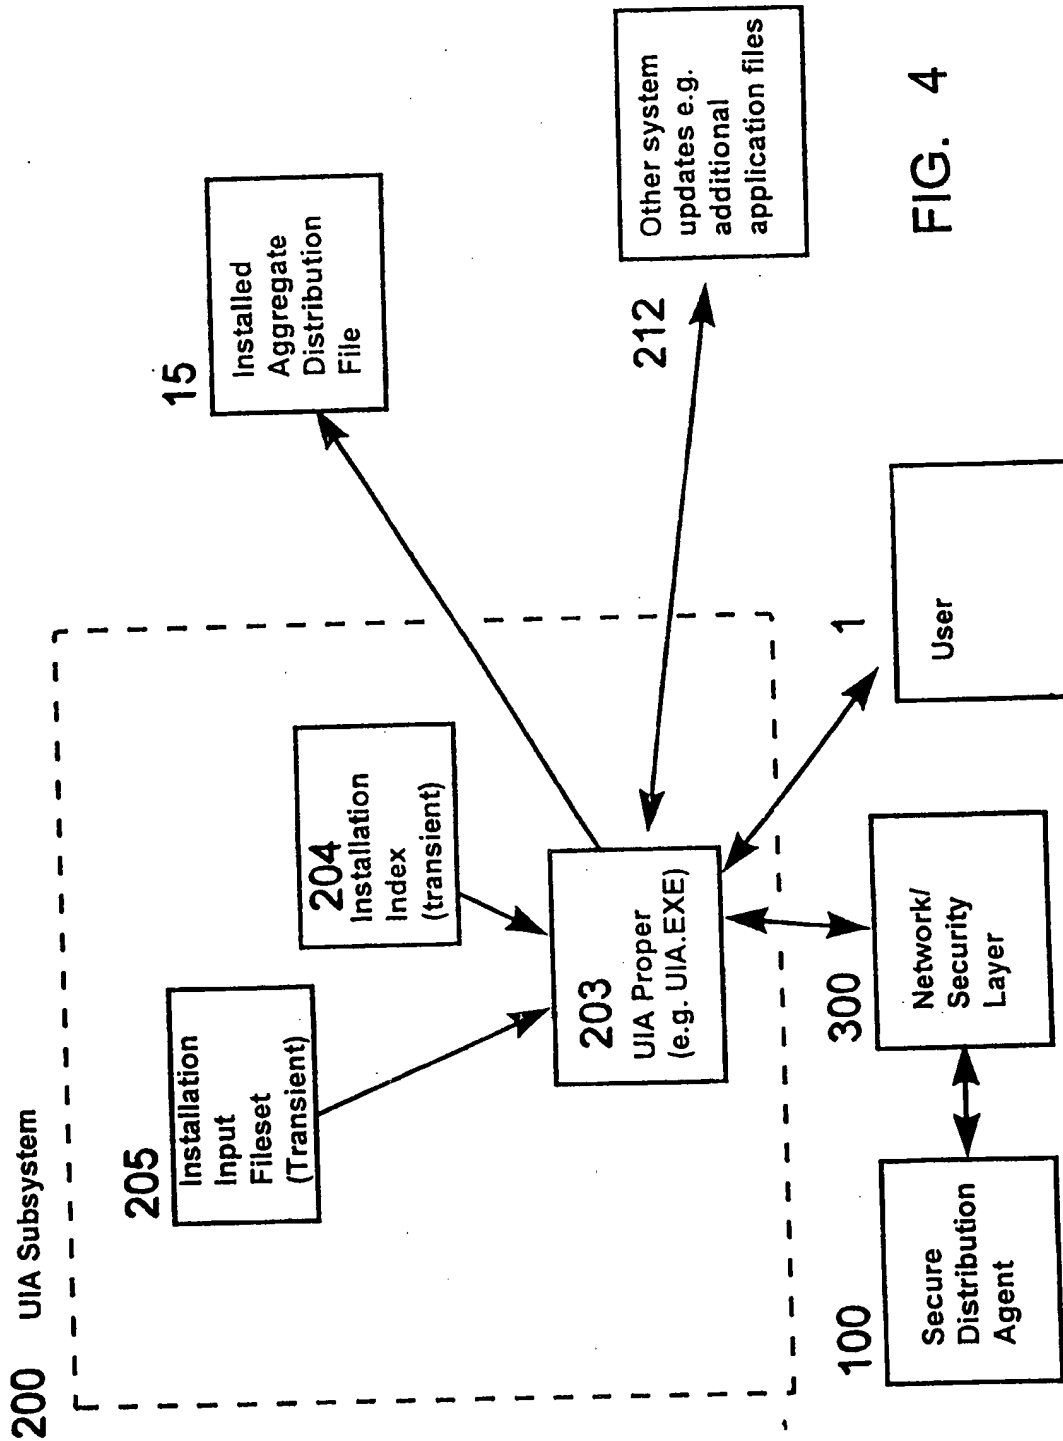 200 UIA Subsystem
205
Installation
Input
Fileset
(Transient)
204
Installation
Index
(transient)
15
Installed
Aggregate
Distribution
File
203
UIA Proper
(e.g. UIA.EXE)
212
Other system
updates e.g.
additional
application files
100
Secure
Distribution
Agent
300
Network/
Security
Layer
1
User
FIG. 4